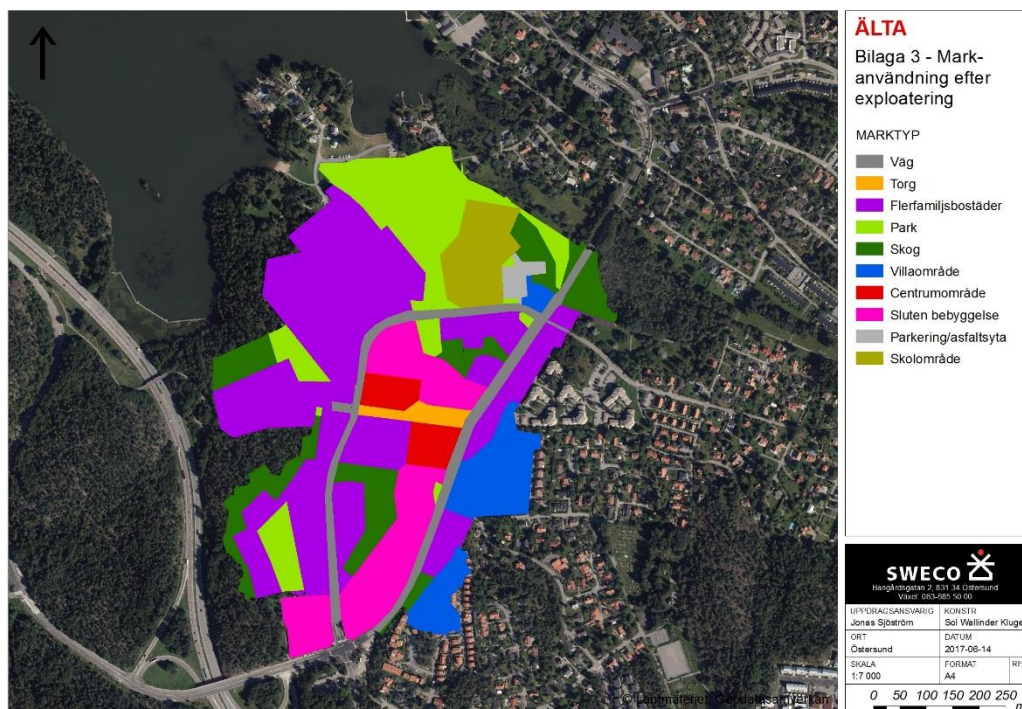 ÄLTA
Bilaga 3 - Mark-
användning efter
exploatering
MARKTYP
Väg
Torg
Flerfamiljsbostäder
Park
Skog
Villaområde
Centrumområde
Sluten bebyggelse
Parkering/asfaltsyta
Skolområde
SWECO
Bangårdsgatan 2, 831 34 Östersund
Växel: 063-685 50 00
UPPDRAGSANSVARIG KONSTR
Jonas Sjöström Sol Wallinder Kluge
ORT DATUM
Östersund 2017-06-14
SKALA FORMAT RE
1:7 000 A4
0 50 100 150 200 250
m
© Lantmäteriet, Geodatasamverkan